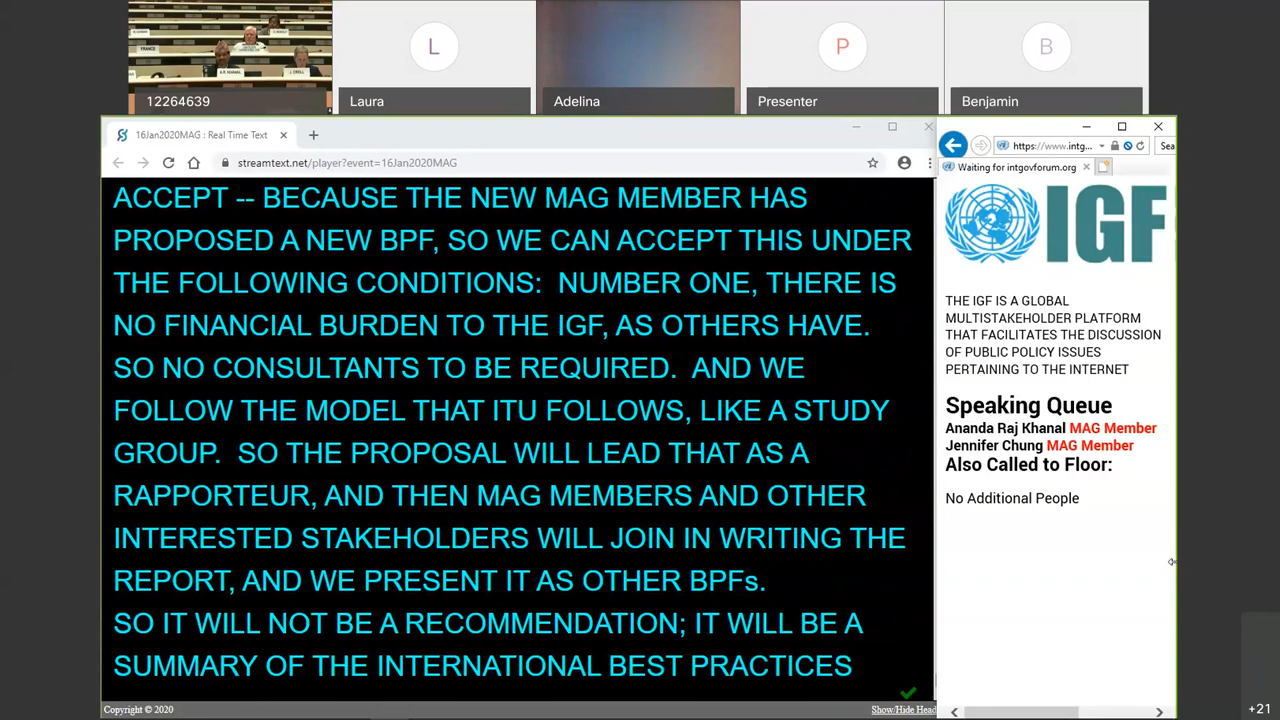 FRANCE
A.R. KHANAL
12264639
L
Laura
Adelina
P
Presenter
B
Benjamin
16Jan2020MAG : Real Time Text
streamtext.net/player?event=16Jan2020MAG
ACCEPT -- BECAUSE THE NEW MAG MEMBER HAS
PROPOSED A NEW BPF, SO WE CAN ACCEPT THIS UNDER
THE FOLLOWING CONDITIONS:  NUMBER ONE, THERE IS
NO FINANCIAL BURDEN TO THE IGF, AS OTHERS HAVE.
SO NO CONSULTANTS TO BE REQUIRED.  AND WE
FOLLOW THE MODEL THAT ITU FOLLOWS, LIKE A STUDY
GROUP.  SO THE PROPOSAL WILL LEAD THAT AS A
RAPPORTEUR, AND THEN MAG MEMBERS AND OTHER
INTERESTED STAKEHOLDERS WILL JOIN IN WRITING THE
REPORT, AND WE PRESENT IT AS OTHER BPFs.
SO IT WILL NOT BE A RECOMMENDATION; IT WILL BE A
SUMMARY OF THE INTERNATIONAL BEST PRACTICES
Copyright © 2020
Show/Hide Head
https://www.intg...
Sea
Waiting for intgovforum.org
IGF
THE IGF IS A GLOBAL
MULTISTAKEHOLDER PLATFORM
THAT FACILITATES THE DISCUSSION
OF PUBLIC POLICY ISSUES
PERTAINING TO THE INTERNET
Speaking Queue
Ananda Raj Khanal MAG Member
Jennifer Chung MAG Member
Also Called to Floor:
No Additional People
+21